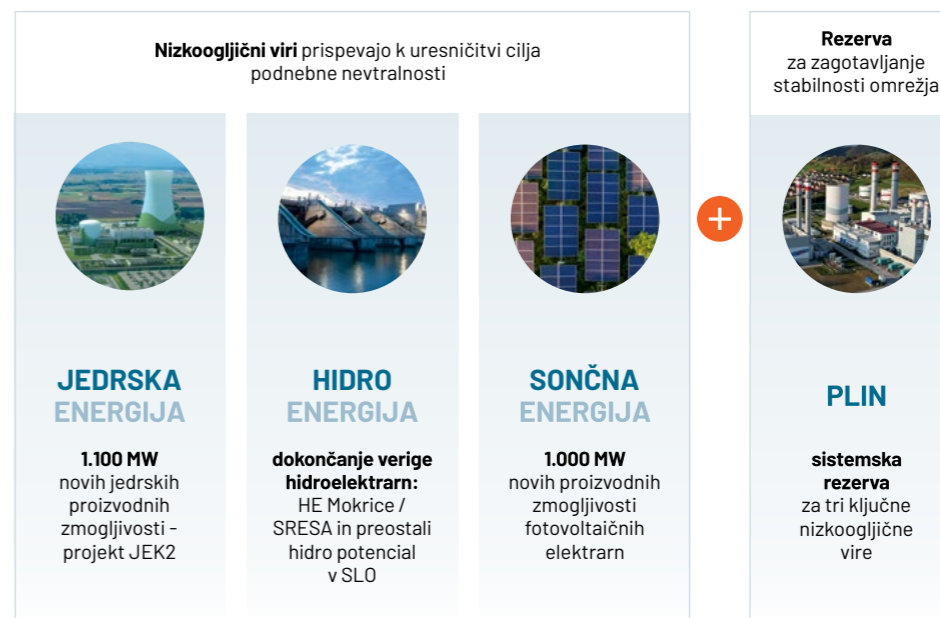 Nizkoogljični viri prispevajo k uresničitvi cilja
podnebne nevtralnosti
JEDRSKA
ENERGIJA
1.100 MW
novih jedrskih
proizvodnih
zmogljivosti -
projekt JEK2
HIDRO
ENERGIJA
dokončanje verige
hidroelektrarn:
HE Mokrice /
SRESA in preostali
hidro potencial
v SLO
SONČNA
ENERGIJA
1.000 MW
novih proizvodnih
zmogljivosti
fotovoltaičnih
elektrarn
+
Rezerva
za zagotavljanje
stabilnosti omrežja
PLIN
sistemska
rezerva
za tri ključne
nizkoogljične
vire